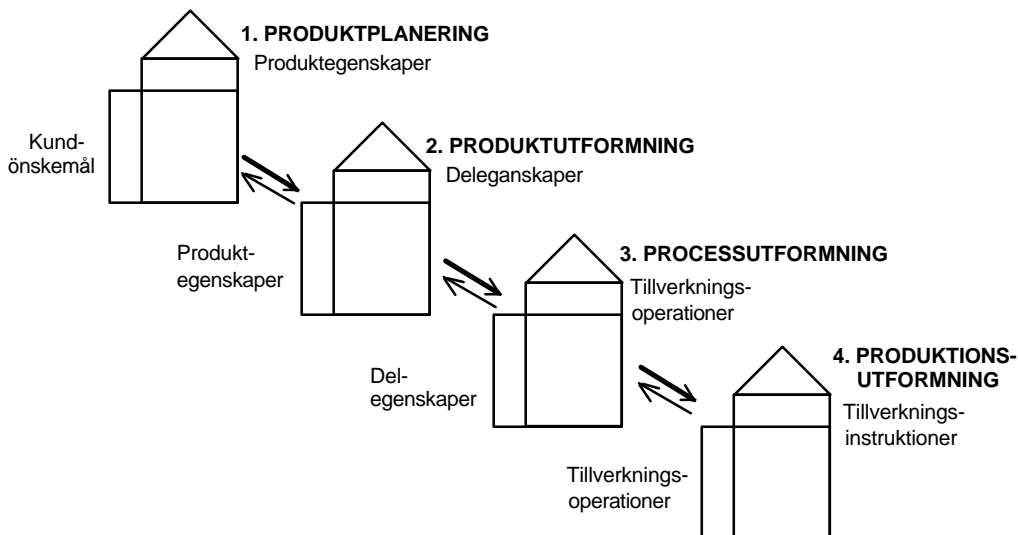 1. PRODUKTPLANERING
Produktegenskaper
Kund-
önskemål
2. PRODUKTUTFORMNING
Deleganskaper
Produkt-
egenskaper
3. PROCESSUTFORMNING
Tillverknings-
operationer
Del-
egenskaper
4. PRODUKTIONS-
UTFORMNING
Tillverknings-
instruktioner
Tillverknings-
operationer